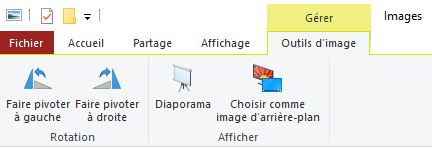 Gérer
Images
Fichier
Accueil
Partage
Affichage
Outils d'image
Faire pivoter
à gauche
Faire pivoter
à droite
Rotation
Diaporama
Choisir comme
image d'arrière-plan
Afficher